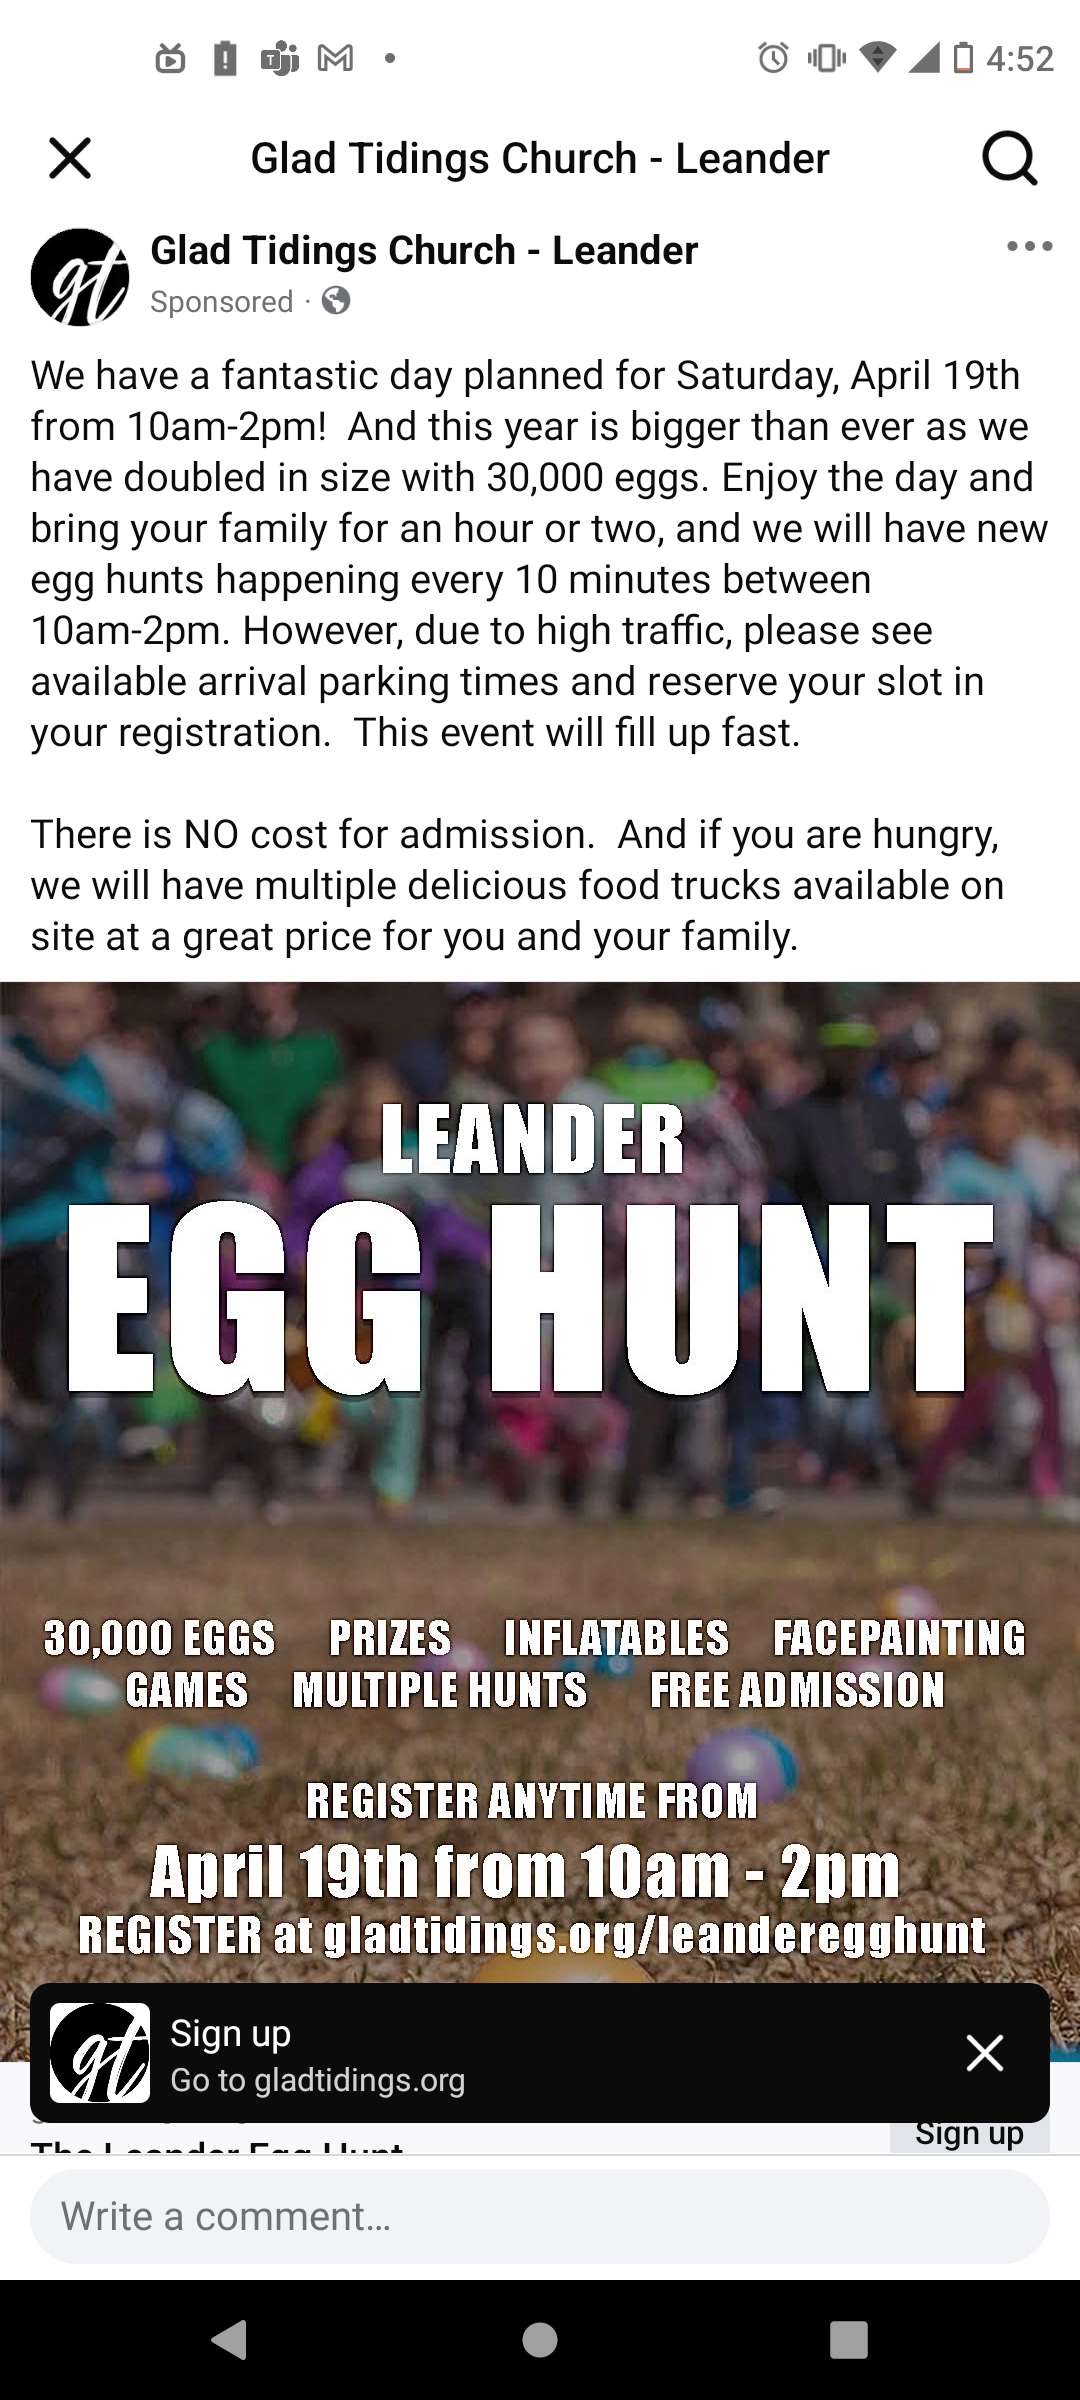 4:52
Glad Tidings Church - Leander
gt
Glad Tidings Church - Leander
Sponsored ·
We have a fantastic day planned for Saturday, April 19th
from 10am-2pm!  And this year is bigger than ever as we
have doubled in size with 30,000 eggs. Enjoy the day and
bring your family for an hour or two, and we will have new
egg hunts happening every 10 minutes between
10am-2pm. However, due to high traffic, please see
available arrival parking times and reserve your slot in
your registration.  This event will fill up fast.
There is NO cost for admission.  And if you are hungry,
we will have multiple delicious food trucks available on
site at a great price for you and your family.
LEANDER
EGG HUNT
30,000 EGGS PRIZES INFLATABLES FACEPAINTING
GAMES MULTIPLE HUNTS FREE ADMISSION
REGISTER ANYTIME FROM
April 19th from 10am - 2pm
REGISTER at gladtidings.org/leanderegghunt
gt
Sign up
Go to gladtidings.org
The Leander Egg Hunt
Sign up
Write a comment...